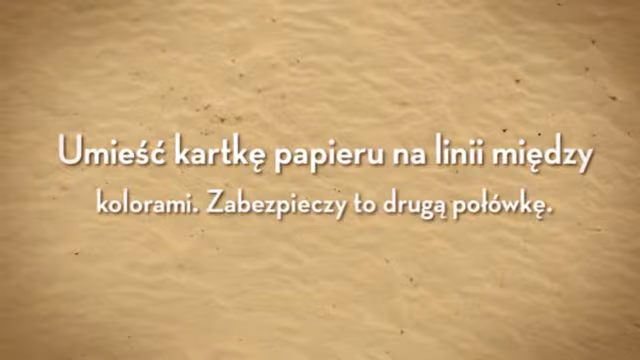 Umieść kartkę papieru na linii między
kolorami. Zabezpieczy to drugą połówkę.